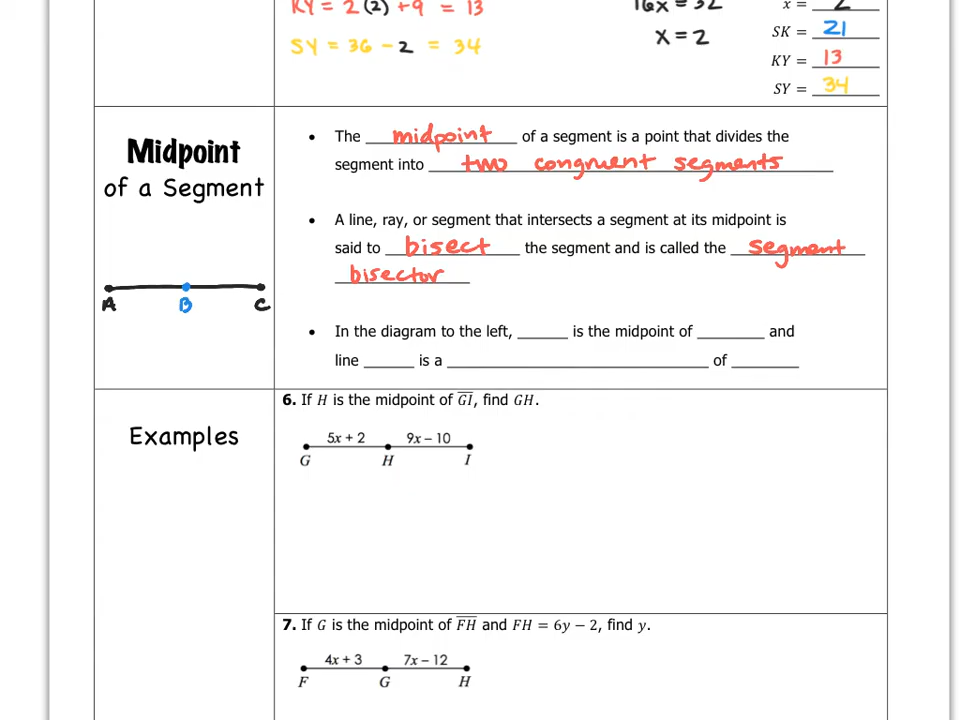 KY = 2(2) +9 = 13
16x = 32
x = 2
SY = 36 - 2 = 34
x = 2
SK = 21
KY = 13
SY = 34
Midpoint
of a Segment
• The midpoint of a segment is a point that divides the
segment into two congruent segments
• A line, ray, or segment that intersects a segment at its midpoint is
said to bisect the segment and is called the segment
bisector
A B C
• In the diagram to the left, ______ is the midpoint of ________ and
line ______ is a ________________________________ of ________
Examples
6. If H is the midpoint of \overline{GI}, find GH.
5x + 2 9x – 10
G H I
7. If G is the midpoint of \overline{FH} and FH = 6y − 2, find y.
4x + 3 7x – 12
F G H